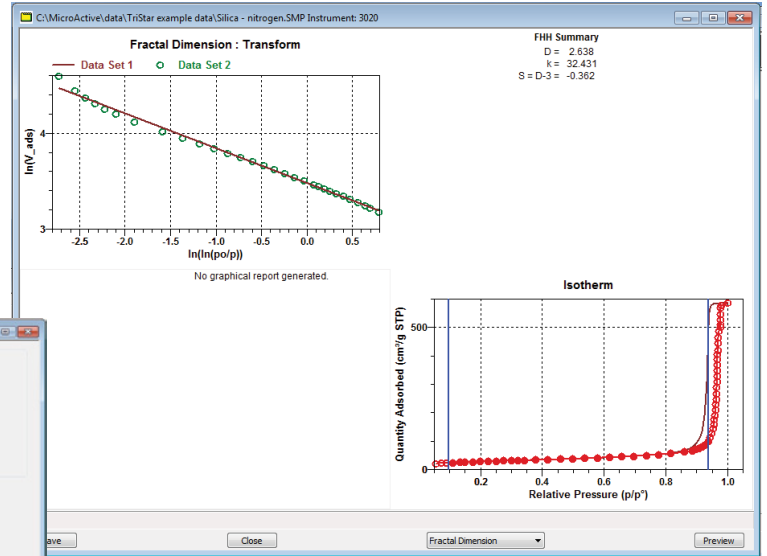 C:\MicroActive\data\TriStar example data\Silica - nitrogen.SMP Instrument: 3020
Fractal Dimension : Transform
Data Set 1 Data Set 2
ln(V_ads)
4
3
-2.5 -2.0 -1.5 -1.0 -0.5 0.0 0.5
ln(ln(po/p))
FHH Summary
D = 2.638
k = 32.431
S = D-3 = -0.362
No graphical report generated.
Isotherm
Quantity Adsorbed (cm³/g STP)
500
0
0.2 0.4 0.6 0.8 1.0
Relative Pressure (p/p°)
ave Close Fractal Dimension Preview